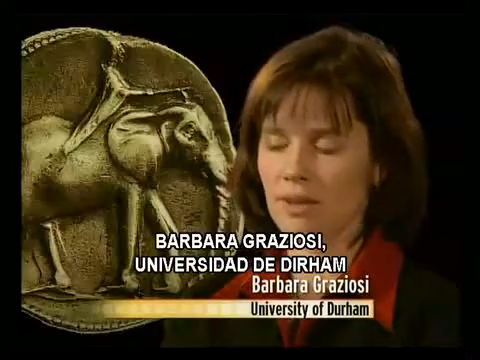 BARBARA GRAZIOSI,
UNIVERSIDAD DE DIRHAM
Barbara Graziosi
University of Durham